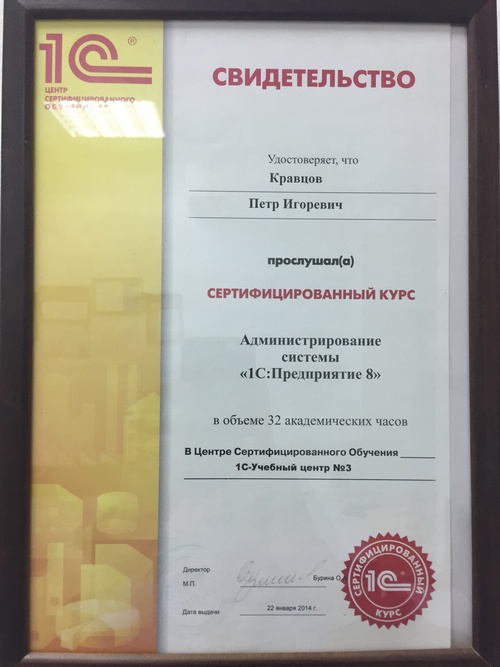 1С®
ЦЕНТР
СЕРТИФИЦИРОВАННОГО
СВИДЕТЕЛЬСТВО
Удостоверяет, что
Кравцов
Петр Игоревич
прослушал(а)
СЕРТИФИЦИРОВАННЫЙ КУРС
Администрирование
системы
«1С:Предприятие 8»
в объеме 32 академических часов
В Центре Сертифицированного Обучения
1С-Учебный центр №3
Директор
Бурина О.
М.П.
Дата выдачи
22 января 2014 г.
СЕРТИФИЦИРОВАННЫЙ
1С
КУРС